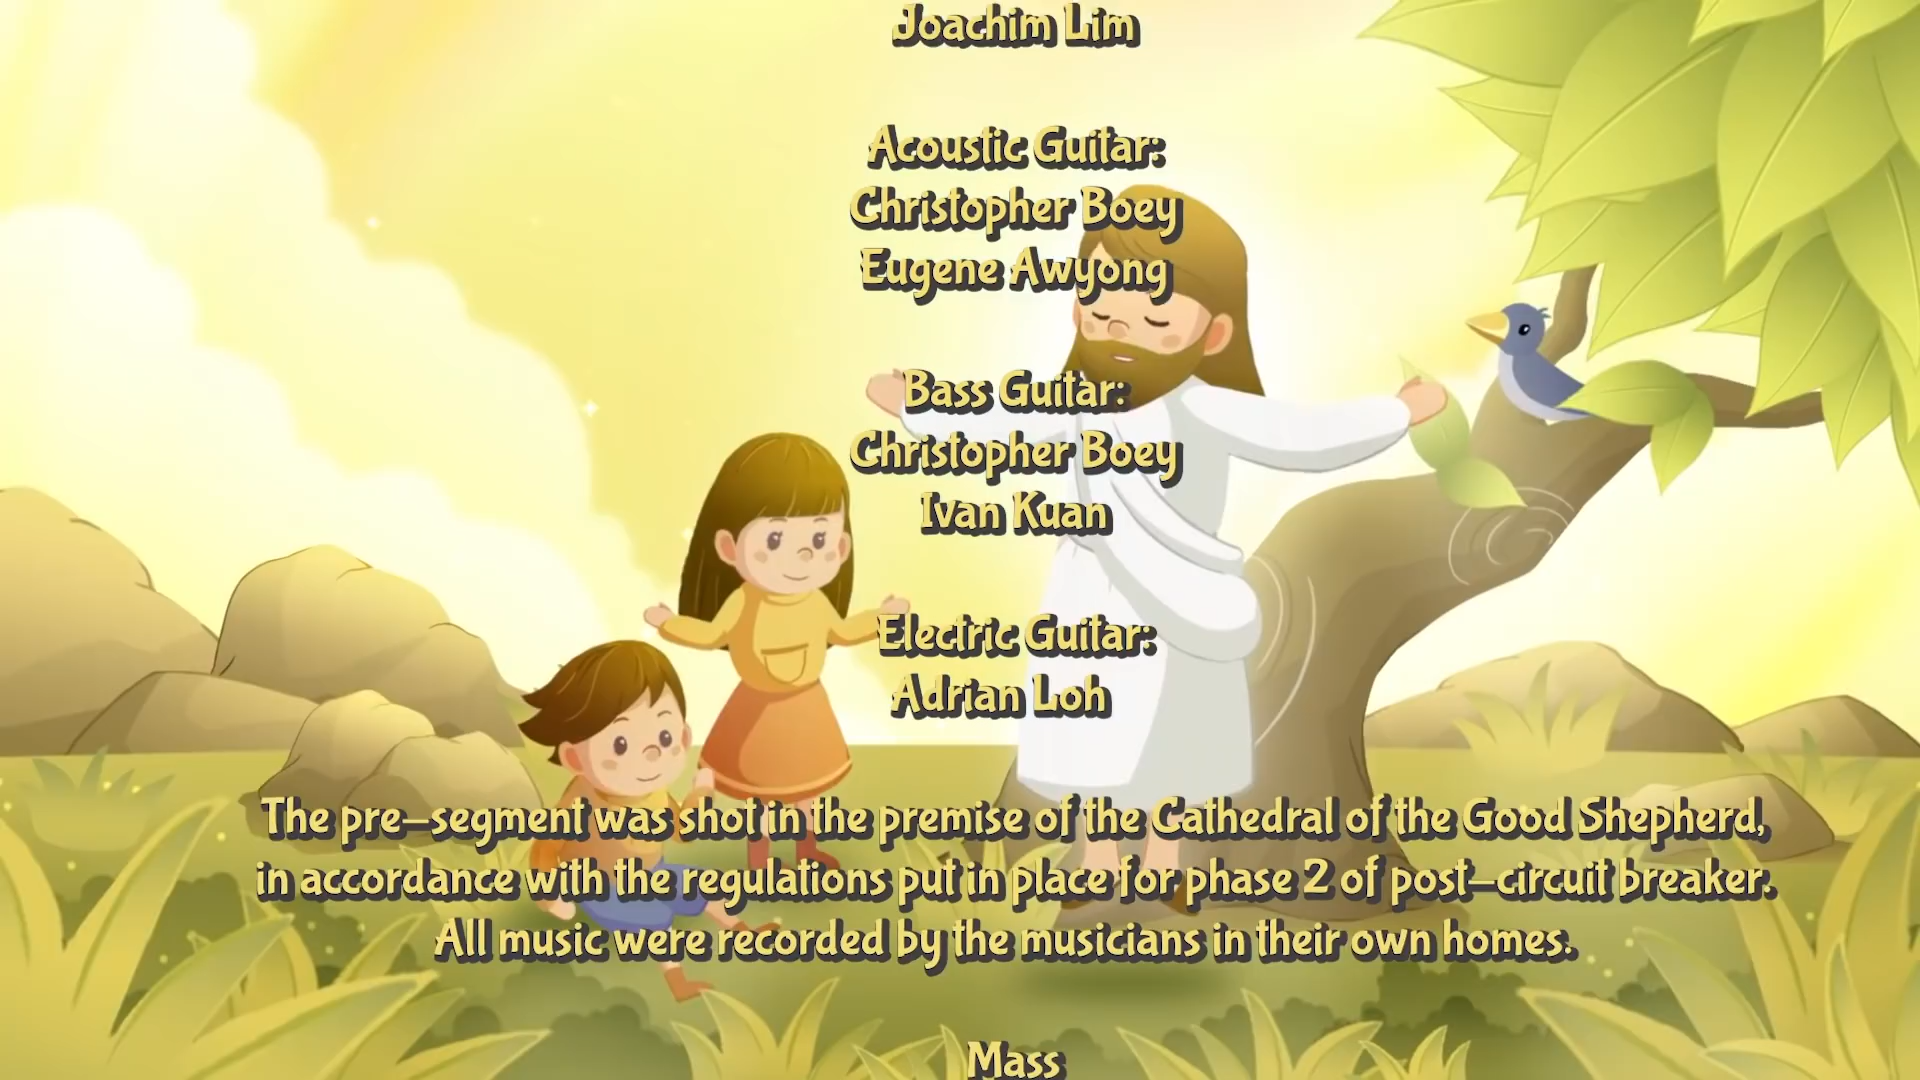 Joachim Lim
Acoustic Guitar:
Christopher Boey
Eugene Awyong
Bass Guitar:
Christopher Boey
Ivan Kuan
Electric Guitar:
Adrian Loh
The pre-segment was shot in the premise of the Cathedral of the Good Shepherd,
in accordance with the regulations put in place for phase 2 of post-circuit breaker.
All music were recorded by the musicians in their own homes.
Mass